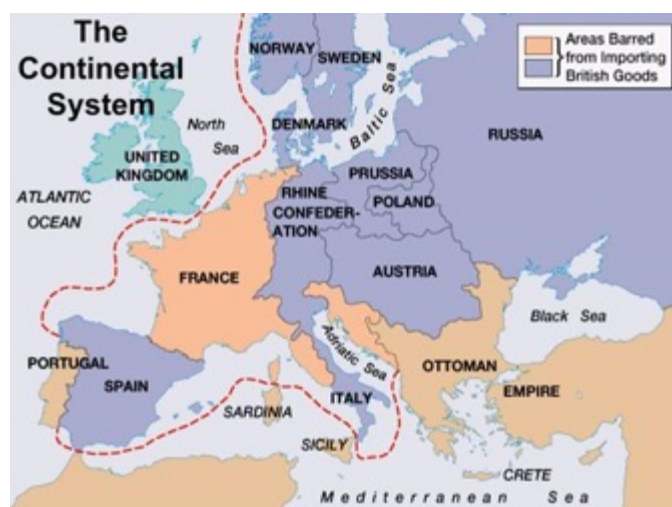 The
Continental
System
NORWAY
SWEDEN
Areas Barred
from Importing
British Goods
North
Sea
DENMARK
Baltic Sea
RUSSIA
UNITED
KINGDOM
PRUSSIA
ATLANTIC
OCEAN
RHINE
CONFEDER-
ATION
POLAND
FRANCE
AUSTRIA
Black Sea
Adriatic Sea
PORTUGAL
SPAIN
OTTOMAN
EMPIRE
SARDINIA
ITALY
SICILY
CRETE
Mediterranean Sea